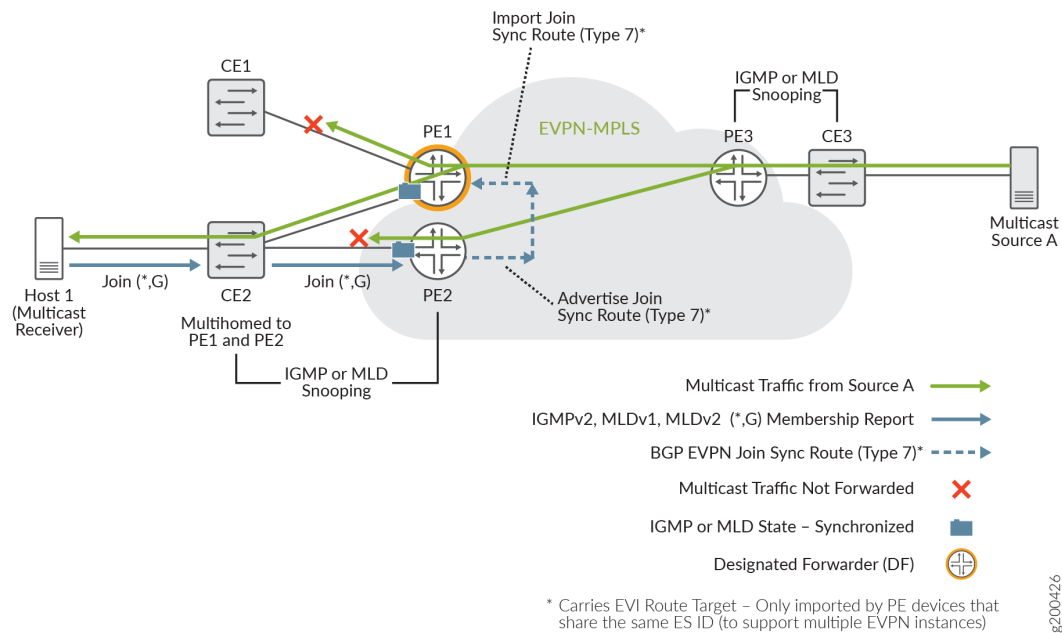 Import Join
Sync Route (Type 7)*
CE1
IGMP or MLD
Snooping
PE1
EVPN-MPLS
PE3
CE3
Multicast
Source A
Join (*,G)
Join (*,G)
Host 1
(Multicast
Receiver)
CE2
PE2
Advertise Join
Sync Route (Type 7)*
Multihomed to
PE1 and PE2
IGMP or MLD
Snooping
Multicast Traffic from Source A
IGMPv2, MLDv1, MLDv2 (*,G) Membership Report
BGP EVPN Join Sync Route (Type 7)*
Multicast Traffic Not Forwarded
IGMP or MLD State – Synchronized
Designated Forwarder (DF)
* Carries EVI Route Target – Only imported by PE devices that
share the same ES ID (to support multiple EVPN instances)
g200426